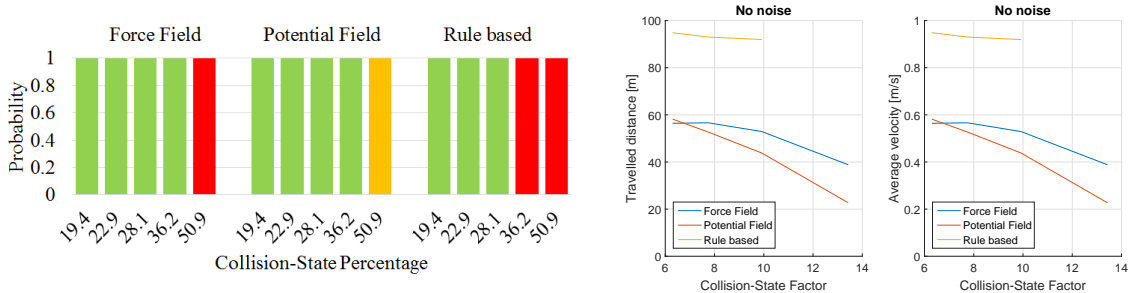 Force Field
Potential Field
Rule based
Probability
1
0.8
0.6
0.4
0.2
0
19.4
22.9
28.1
36.2
50.9
19.4
22.9
28.1
36.2
50.9
19.4
22.9
28.1
36.2
50.9
Collision-State Percentage
No noise
Travelled distance [m]
100
80
60
40
20
0
Force Field
Potential Field
Rule based
6 8 10 12 14
Collision-State Factor
No noise
Average velocity [m/s]
1
0.8
0.6
0.4
0.2
0
Force Field
Potential Field
Rule based
6 8 10 12 14
Collision-State Factor